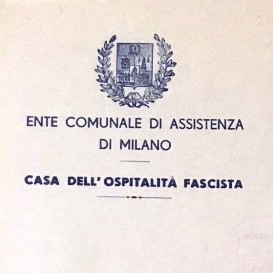 ENTE COMUNALE DI ASSISTENZA
DI MILANO
CASA DELL'OSPITALITÀ FASCISTA